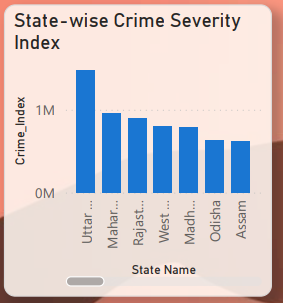 State-wise Crime Severity
Index
Crime_Index
1M
0M
Uttar ...
Mahar...
Rajast...
West ...
Madh...
Odisha
Assam
State Name